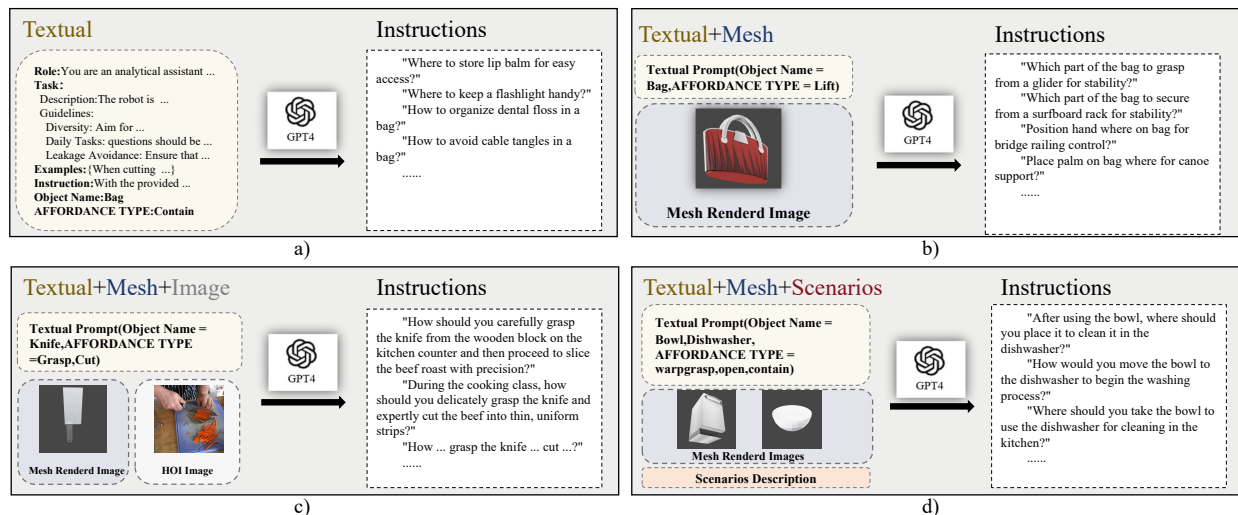 Textual
Instructions
Role:You are an analytical assistant ...
Task:
Description:The robot is ...
Guidelines:
Diversity: Aim for ...
Daily Tasks: questions should be ...
Leakage Avoidance: Ensure that ...
Examples:{When cutting ...}
Instruction:With the provided ...
Object Name:Bag
AFFORDANCE TYPE:Contain
GPT4
"Where to store lip balm for easy
access?"
"Where to keep a flashlight handy?"
"How to organize dental floss in a
bag?"
"How to avoid cable tangles in a
bag?"
......
a)
Textual+Mesh
Instructions
Textual Prompt(Object Name =
Bag,AFFORDANCE TYPE = Lift)
Mesh Renderd Image
GPT4
"Which part of the bag to grasp
from a glider for stability?"
"Which part of the bag to secure
from a surfboard rack for stability?"
"Position hand where on bag for
bridge railing control?"
"Place palm on bag where for canoe
support?"
......
b)
Textual+Mesh+Image
Instructions
Textual Prompt(Object Name =
Knife,AFFORDANCE TYPE
=Grasp,Cut)
Mesh Renderd Image
HOI Image
GPT4
"How should you carefully grasp
the knife from the wooden block on the
kitchen counter and then proceed to slice
the beef roast with precision?"
"During the cooking class, how
should you delicately grasp the knife and
expertly cut the beef into thin, uniform
strips?"
"How ... grasp the knife ... cut ...?"
......
c)
Textual+Mesh+Scenarios
Instructions
Textual Prompt(Object Name =
Bowl,Dishwasher,
AFFORDANCE TYPE =
warpgrasp,open,contain)
Mesh Renderd Images
Scenarios Description
GPT4
"After using the bowl, where should
you place it to clean it in the
dishwasher?"
"How would you move the bowl to
the dishwasher to begin the washing
process?"
"Where should you take the bowl to
use the dishwasher for cleaning in the
kitchen?"
......
d)